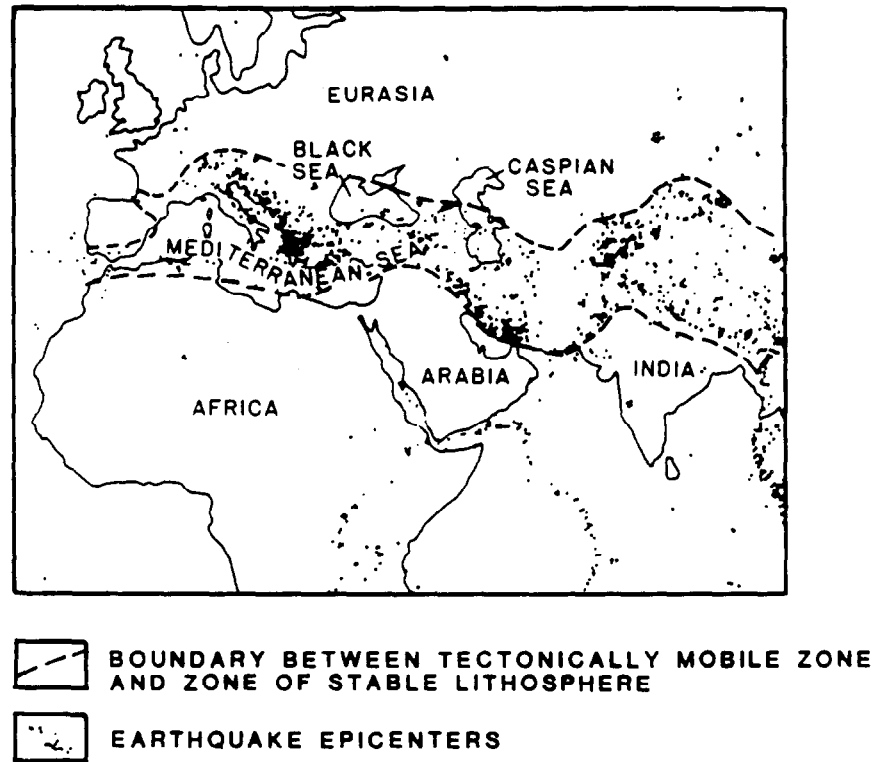 EURASIA
BLACK
SEA
CASPIAN
SEA
MEDITERRANEAN SEA
ARABIA
INDIA
AFRICA
BOUNDARY BETWEEN TECTONICALLY MOBILE ZONE
AND ZONE OF STABLE LITHOSPHERE
EARTHQUAKE EPICENTERS